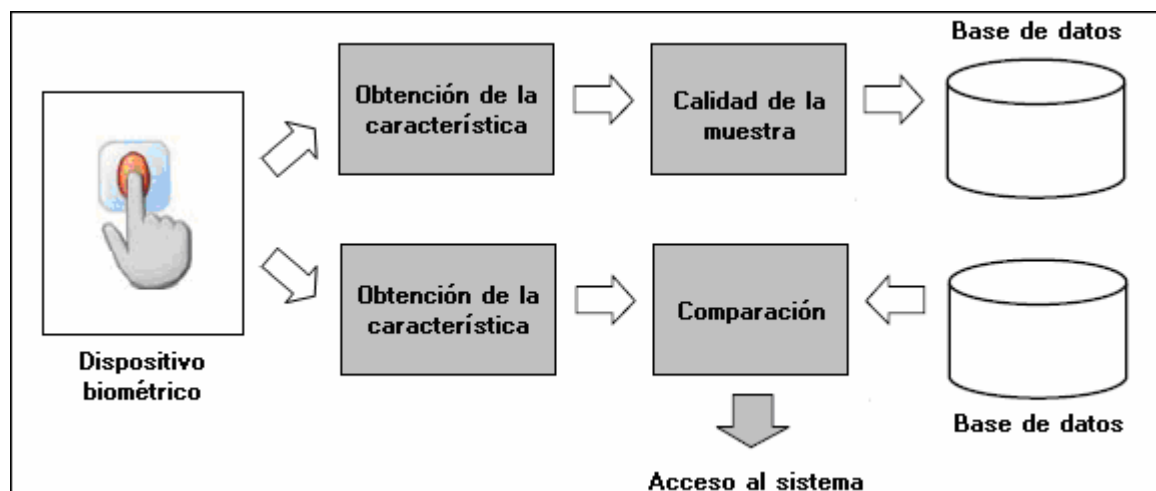 Base de datos
Obtención de la
característica
Calidad de la
muestra
Dispositivo
biométrico
Obtención de la
característica
Comparación
Base de datos
Acceso al sistema